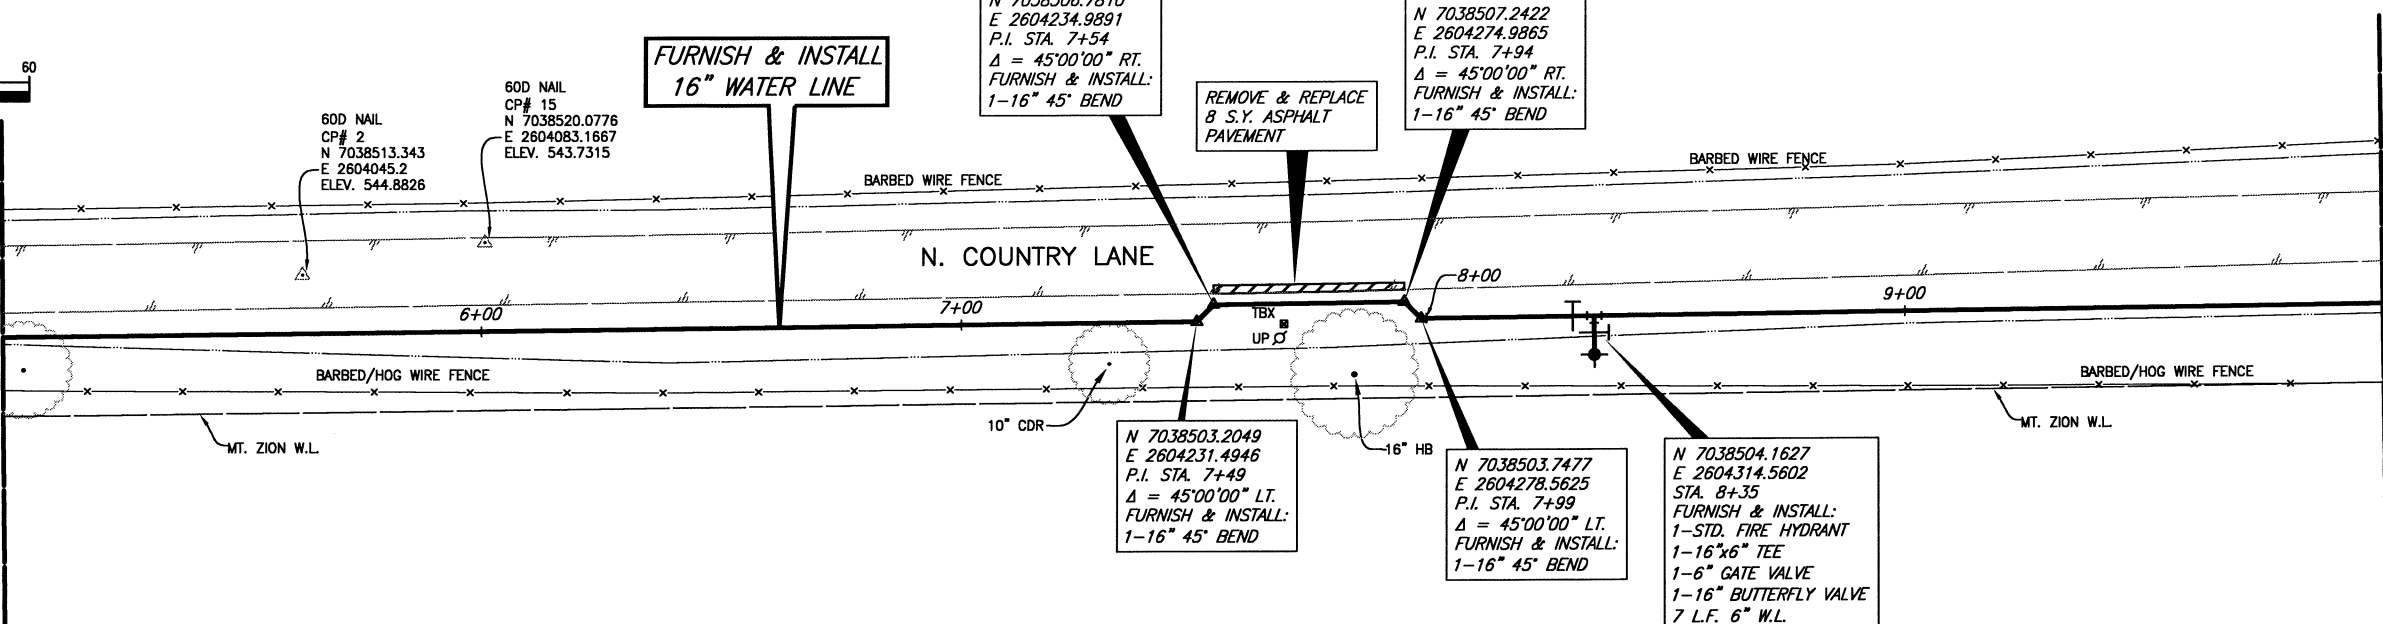 60
60D NAIL
CP# 2
N 7038513.343
E 2604045.2
ELEV. 544.8826
60D NAIL
CP# 15
N 7038520.0776
E 2604083.1667
ELEV. 543.7315
FURNISH & INSTALL
16" WATER LINE
E 2604234.9891
P.I. STA. 7+54
Δ = 45°00'00" RT.
FURNISH & INSTALL:
1-16" 45° BEND
REMOVE & REPLACE
8 S.Y. ASPHALT
PAVEMENT
N 7038507.2422
E 2604274.9865
P.I. STA. 7+94
Δ = 45°00'00" RT.
FURNISH & INSTALL:
1-16" 45° BEND
BARBED WIRE FENCE
BARBED WIRE FENCE
N. COUNTRY LANE
6+00
7+00
8+00
9+00
TBX
UP
BARBED/HOG WIRE FENCE
BARBED/HOG WIRE FENCE
MT. ZION W.L.
10" CDR
16" HB
MT. ZION W.L.
N 7038503.2049
E 2604231.4946
P.I. STA. 7+49
Δ = 45°00'00" LT.
FURNISH & INSTALL:
1-16" 45° BEND
N 7038503.7477
E 2604278.5625
P.I. STA. 7+99
Δ = 45°00'00" LT.
FURNISH & INSTALL:
1-16" 45° BEND
N 7038504.1627
E 2604314.5602
STA. 8+35
FURNISH & INSTALL:
1-STD. FIRE HYDRANT
1-16"x6" TEE
1-6" GATE VALVE
1-16" BUTTERFLY VALVE
7 L.F. 6" W.L.